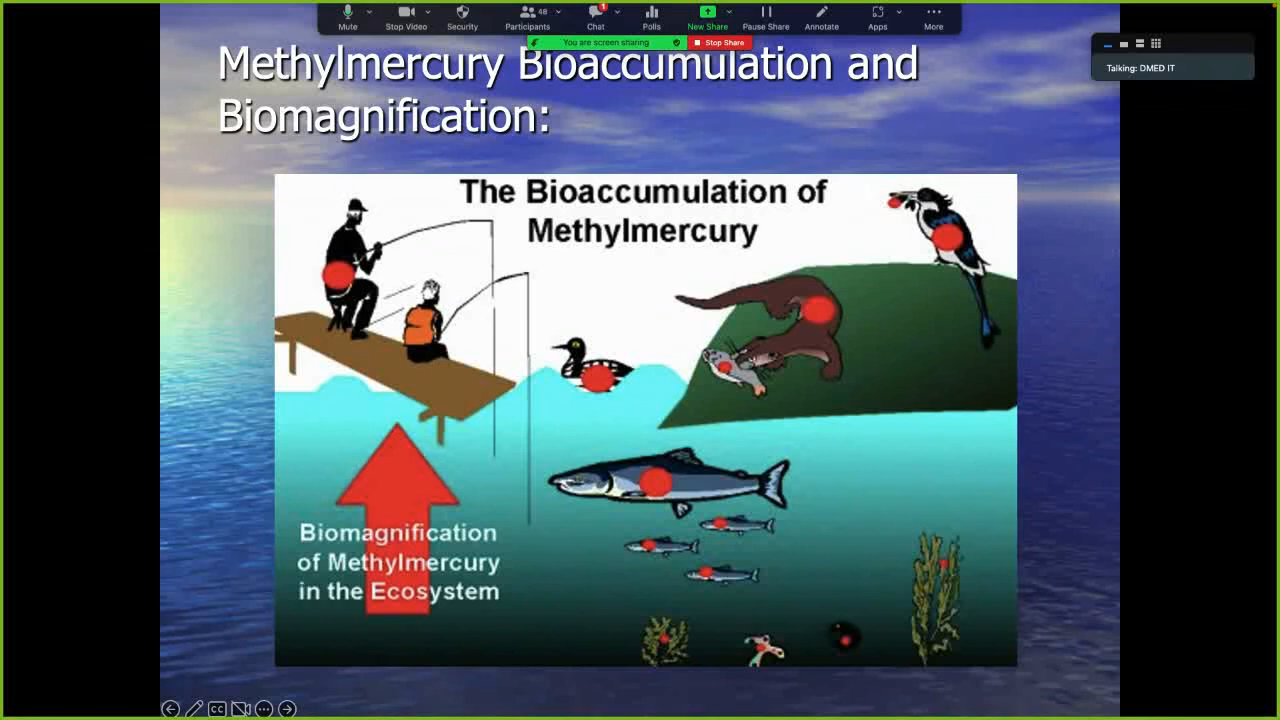 48
1
Mute
Stop Video
Security
Participants
Chat
Polls
New Share
Pause Share
Annotate
Apps
More
You are screen sharing
Stop Share
Talking: DMED IT
Methylmercury Bioaccumulation and
Biomagnification:
The Bioaccumulation of
Methylmercury
Biomagnification
of Methylmercury
in the Ecosystem
CC